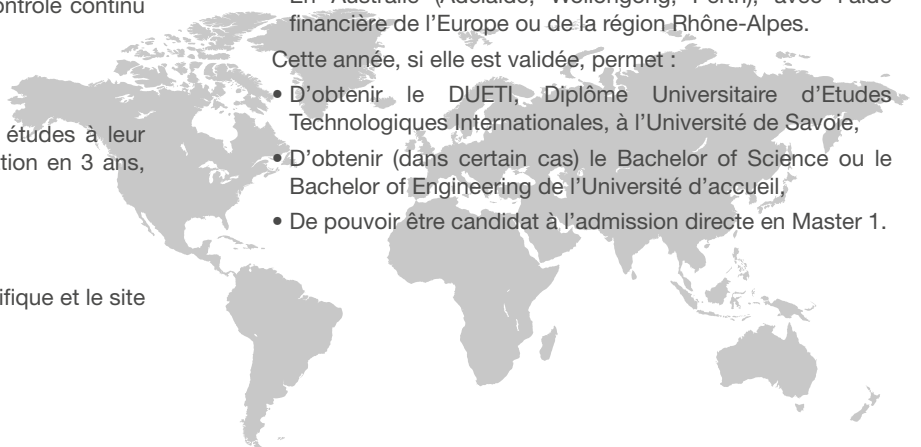 ontrôle continu
études à leur
tion en 3 ans,
ifique et le site
En Australie (Adelaïde, Wollongong, Perth), avec l'aide
financière de l'Europe ou de la région Rhône-Alpes.
Cette année, si elle est validée, permet :
• D'obtenir le DUETI, Diplôme Universitaire d'Etudes
Technologiques Internationales, à l'Université de Savoie,
• D'obtenir (dans certain cas) le Bachelor of Science ou le
Bachelor of Engineering de l'Université d'accueil,
• De pouvoir être candidat à l'admission directe en Master 1.